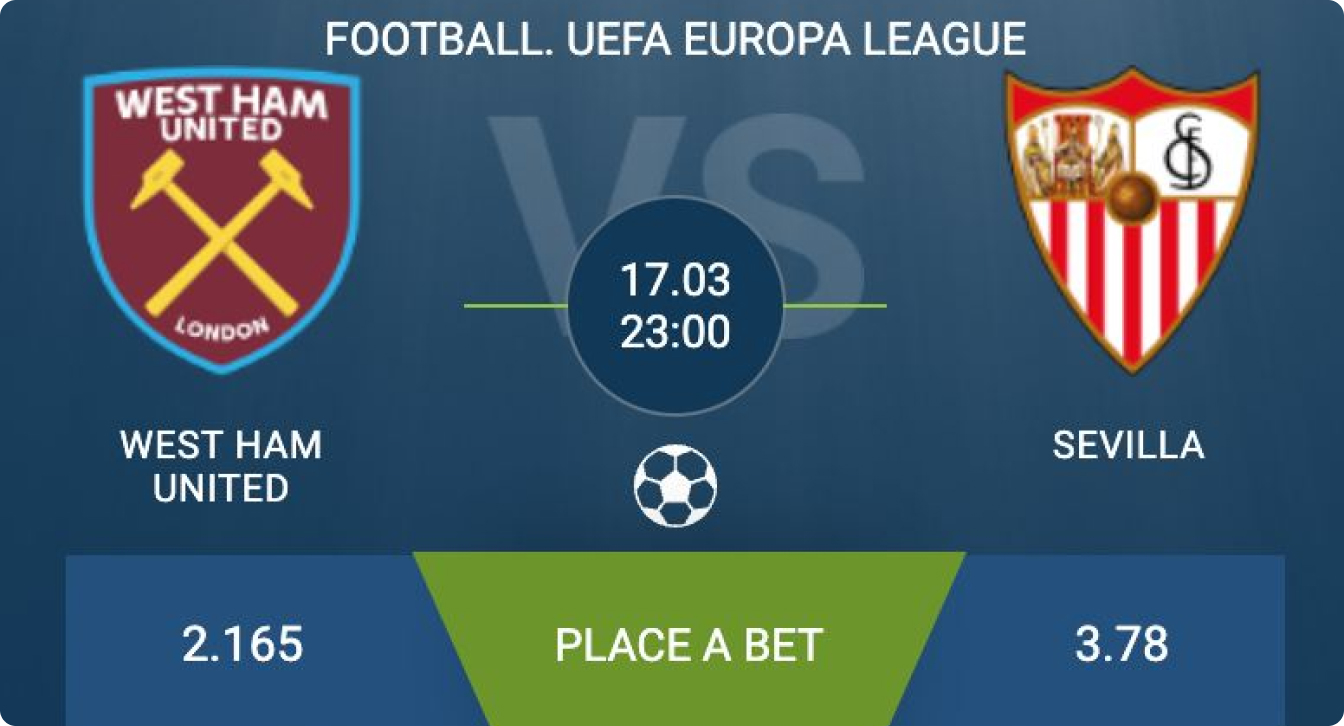 FOOTBALL. UEFA EUROPA LEAGUE
VS
WEST HAM
UNITED
LONDON
17.03
23:00
WEST HAM
UNITED
SEVILLA
2.165
PLACE A BET
3.78